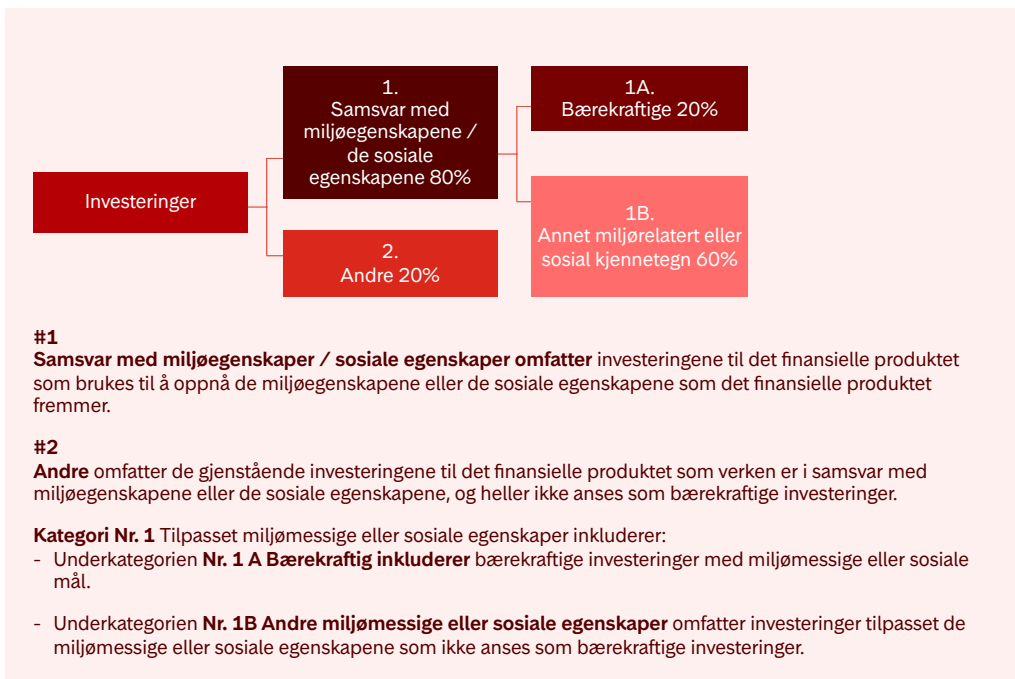 Investeringer
1.
Samsvar med
miljøegenskapene /
de sosiale
egenskapene 80%
2.
Andre 20%
1A.
Bærekraftige 20%
1B.
Annet miljørelatert eller
sosial kjennetegn 60%
#1
Samsvar med miljøegenskaper / sosiale egenskaper omfatter investeringene til det finansielle produktet
som brukes til å oppnå de miljøegenskapene eller de sosiale egenskapene som det finansielle produktet
fremmer.
#2
Andre omfatter de gjenstående investeringene til det finansielle produktet som verken er i samsvar med
miljøegenskapene eller de sosiale egenskapene, og heller ikke anses som bærekraftige investeringer.
Kategori Nr. 1 Tilpasset miljømessige eller sosiale egenskaper inkluderer:
- Underkategorien Nr. 1 A Bærekraftig inkluderer bærekraftige investeringer med miljømessige eller sosiale
mål.
- Underkategorien Nr. 1B Andre miljømessige eller sosiale egenskaper omfatter investeringer tilpasset de
miljømessige eller sosiale egenskapene som ikke anses som bærekraftige investeringer.